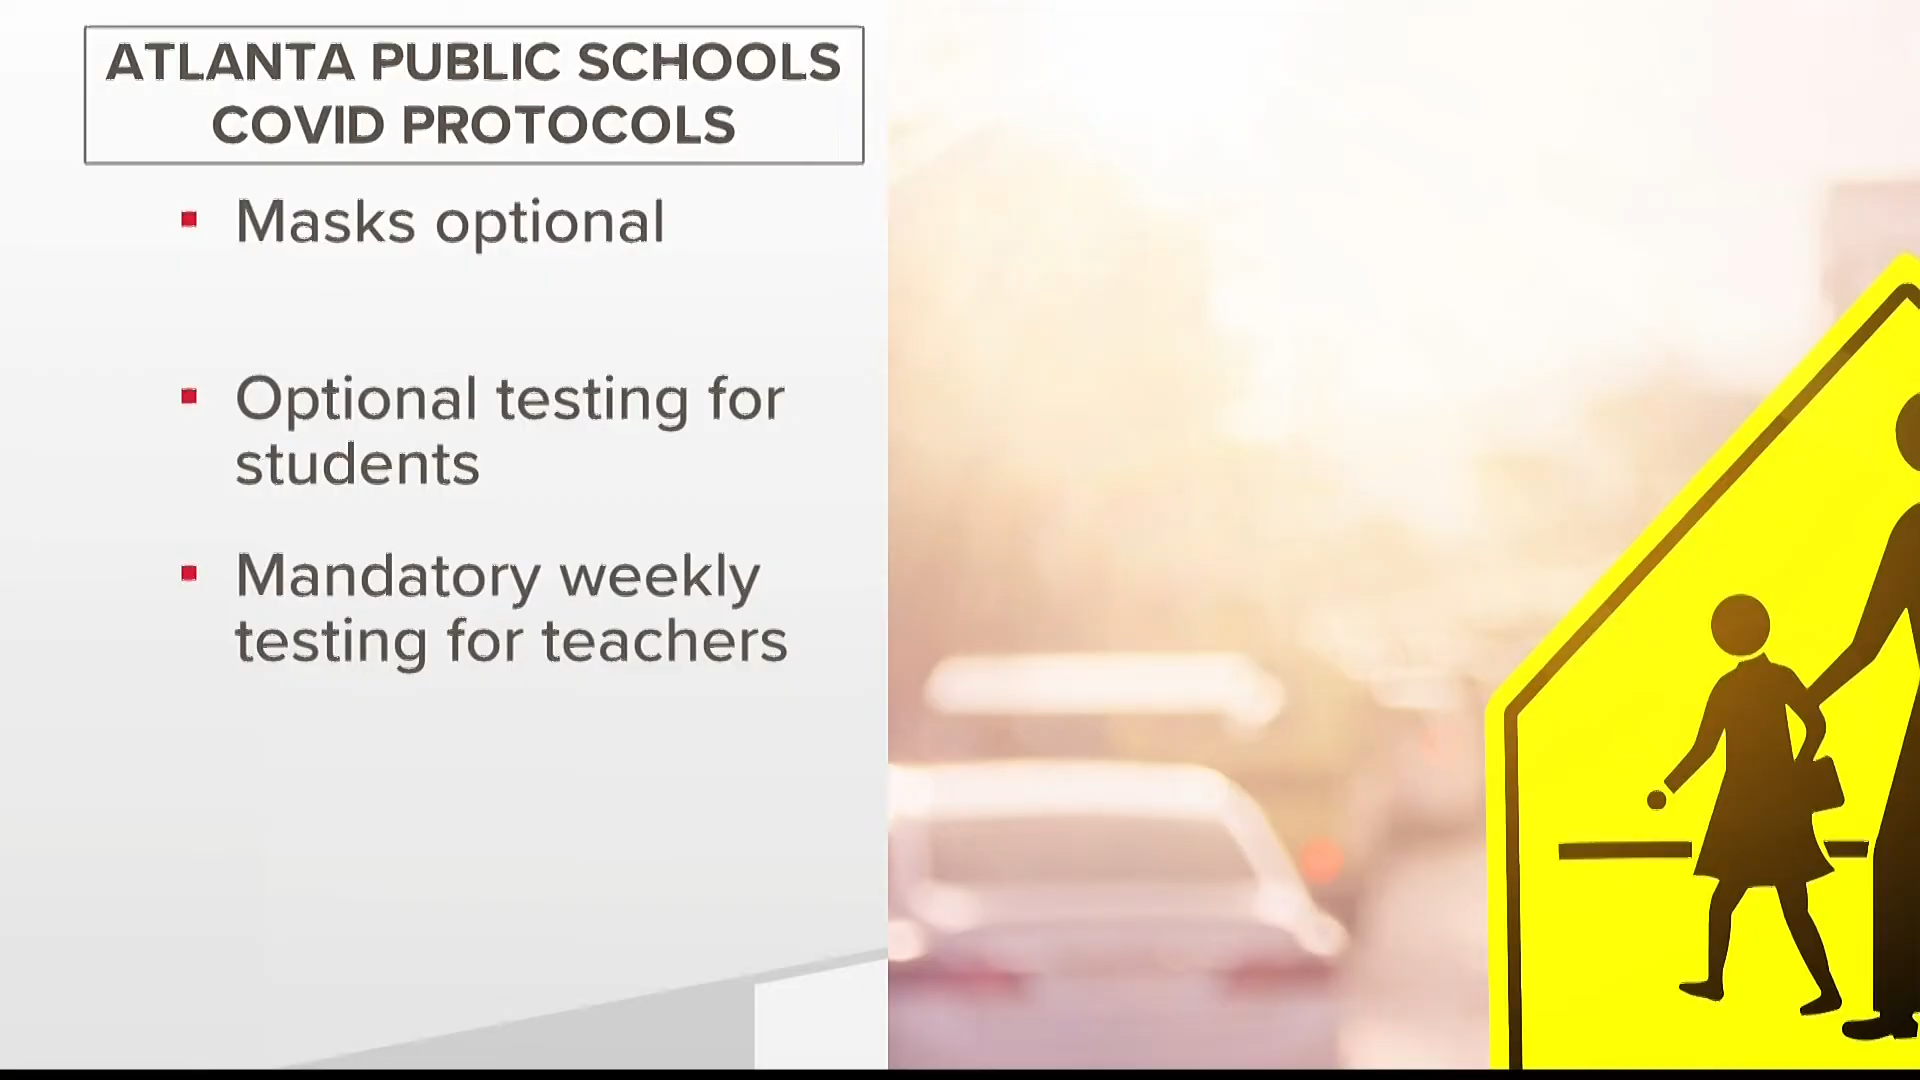 ATLANTA PUBLIC SCHOOLS
COVID PROTOCOLS
Masks optional
Optional testing for
students
Mandatory weekly
testing for teachers